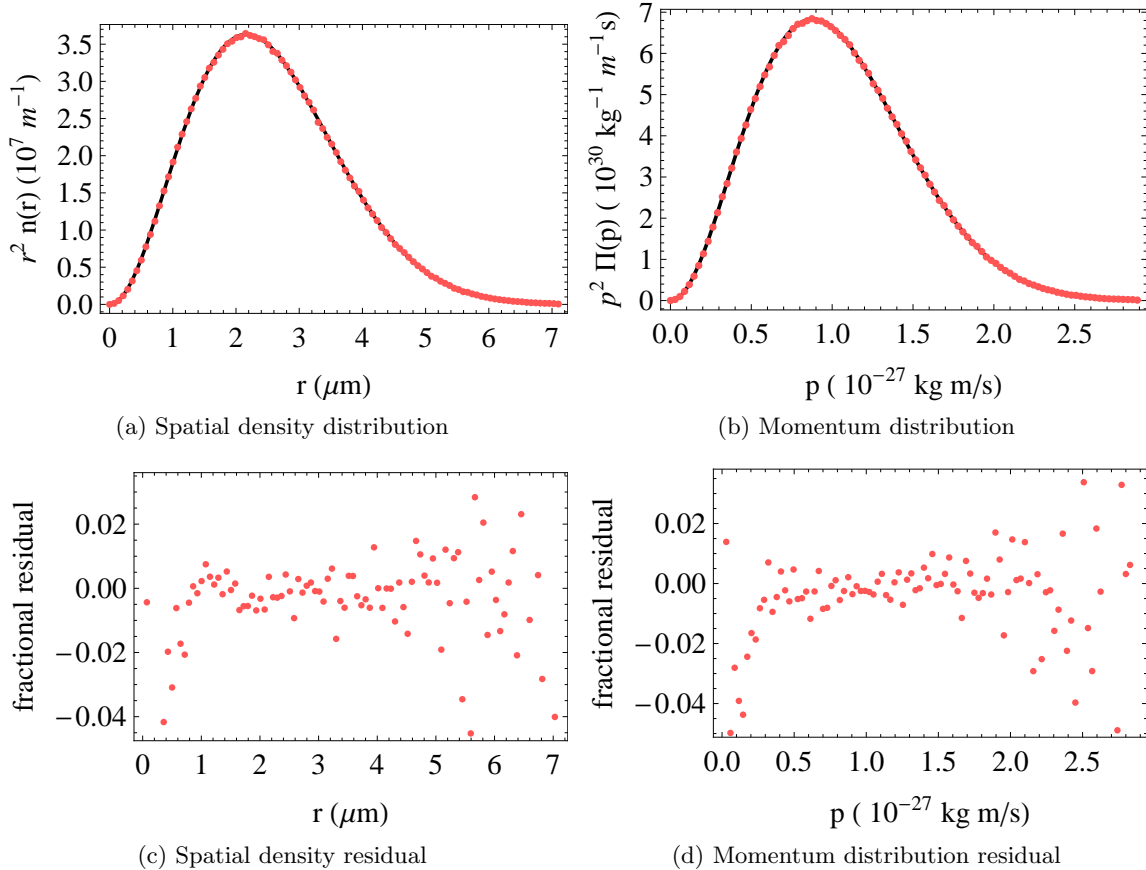 3.5
3.0
2.5
2.0
1.5
1.0
0.5
0.0
r² n(r) (10⁷ m⁻¹)
0 1 2 3 4 5 6 7
r (μm)
(a) Spatial density distribution
7
6
5
4
3
2
1
0
p² Π(p) ( 10³⁰ kg⁻¹ m⁻¹ s)
0.0 0.5 1.0 1.5 2.0 2.5
p ( 10⁻²⁷ kg m/s)
(b) Momentum distribution
0.02
0.00
−0.02
−0.04
fractional residual
0 1 2 3 4 5 6 7
r (μm)
(c) Spatial density residual
0.02
0.00
−0.02
−0.04
fractional residual
0.0 0.5 1.0 1.5 2.0 2.5
p ( 10⁻²⁷ kg m/s)
(d) Momentum distribution residual